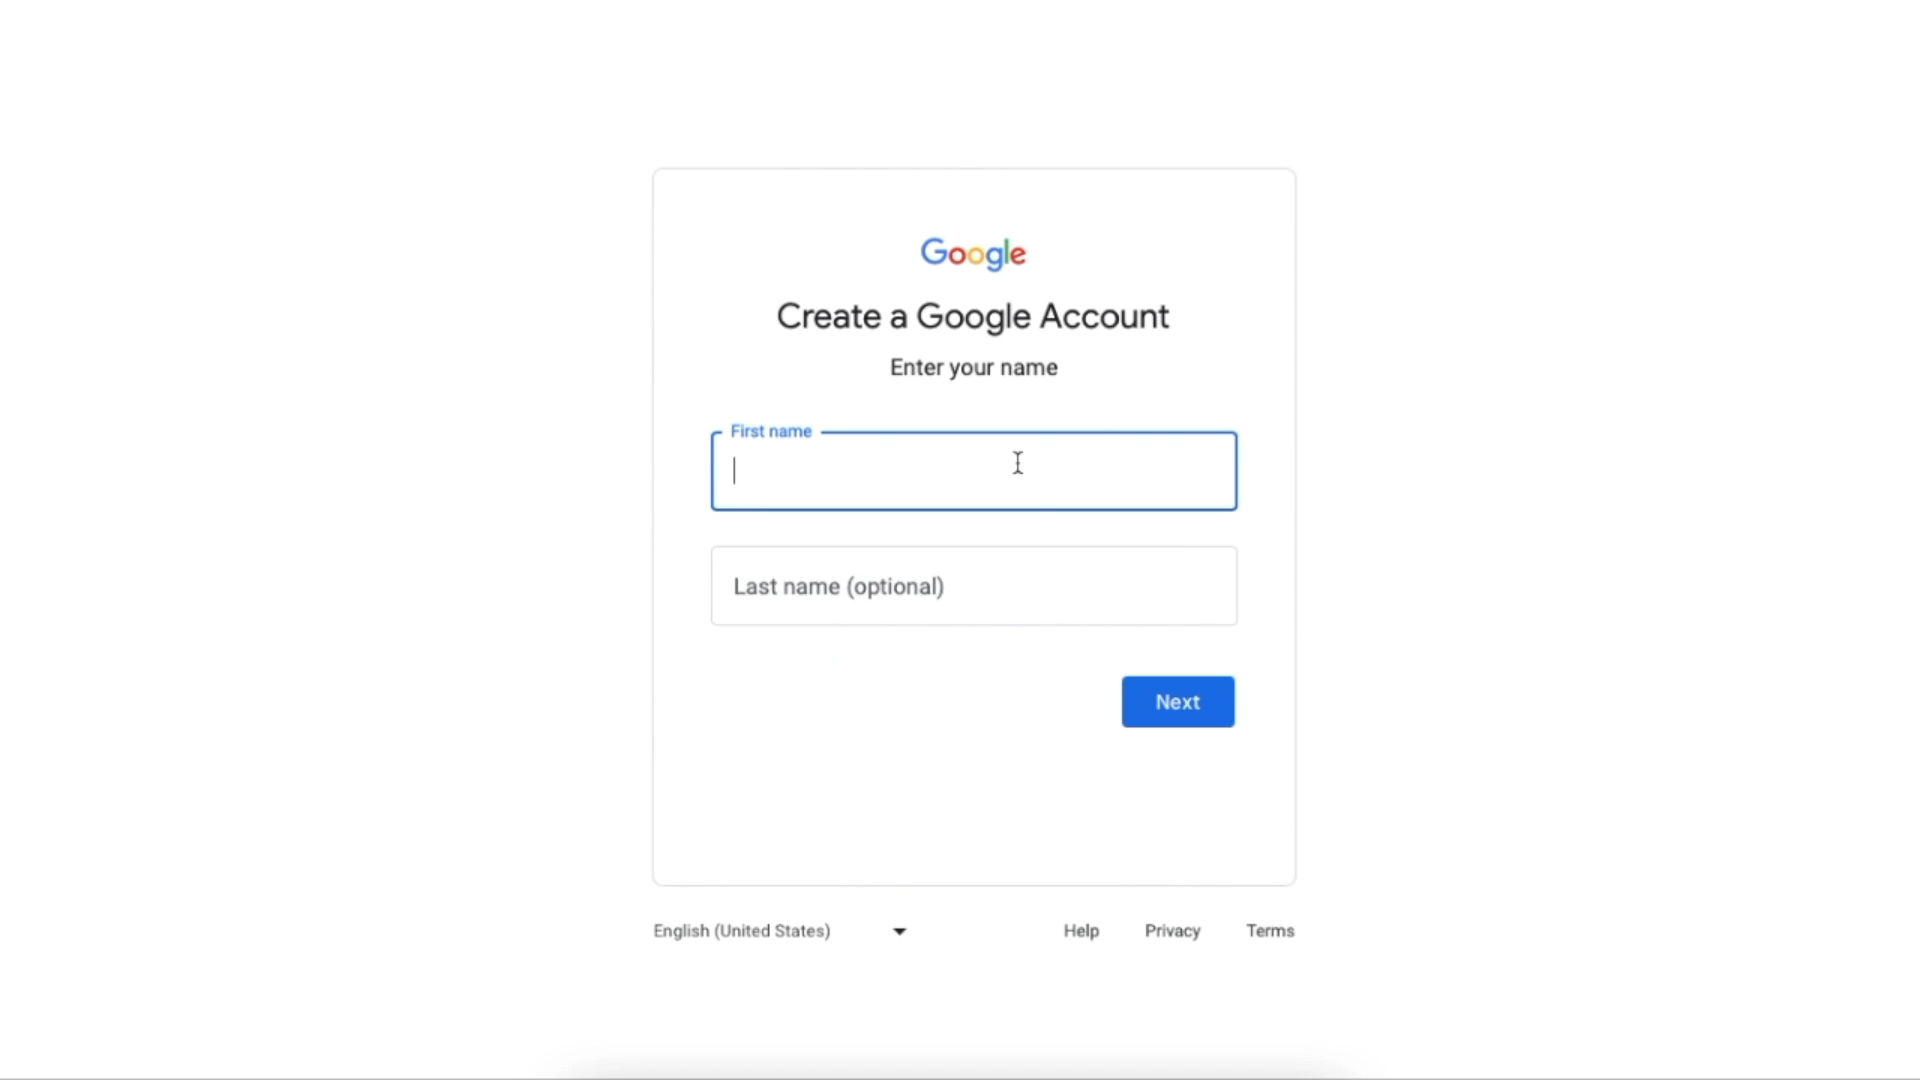 Google
Create a Google Account
Enter your name
First name
Last name (optional)
Next
English (United States) Help Privacy Terms